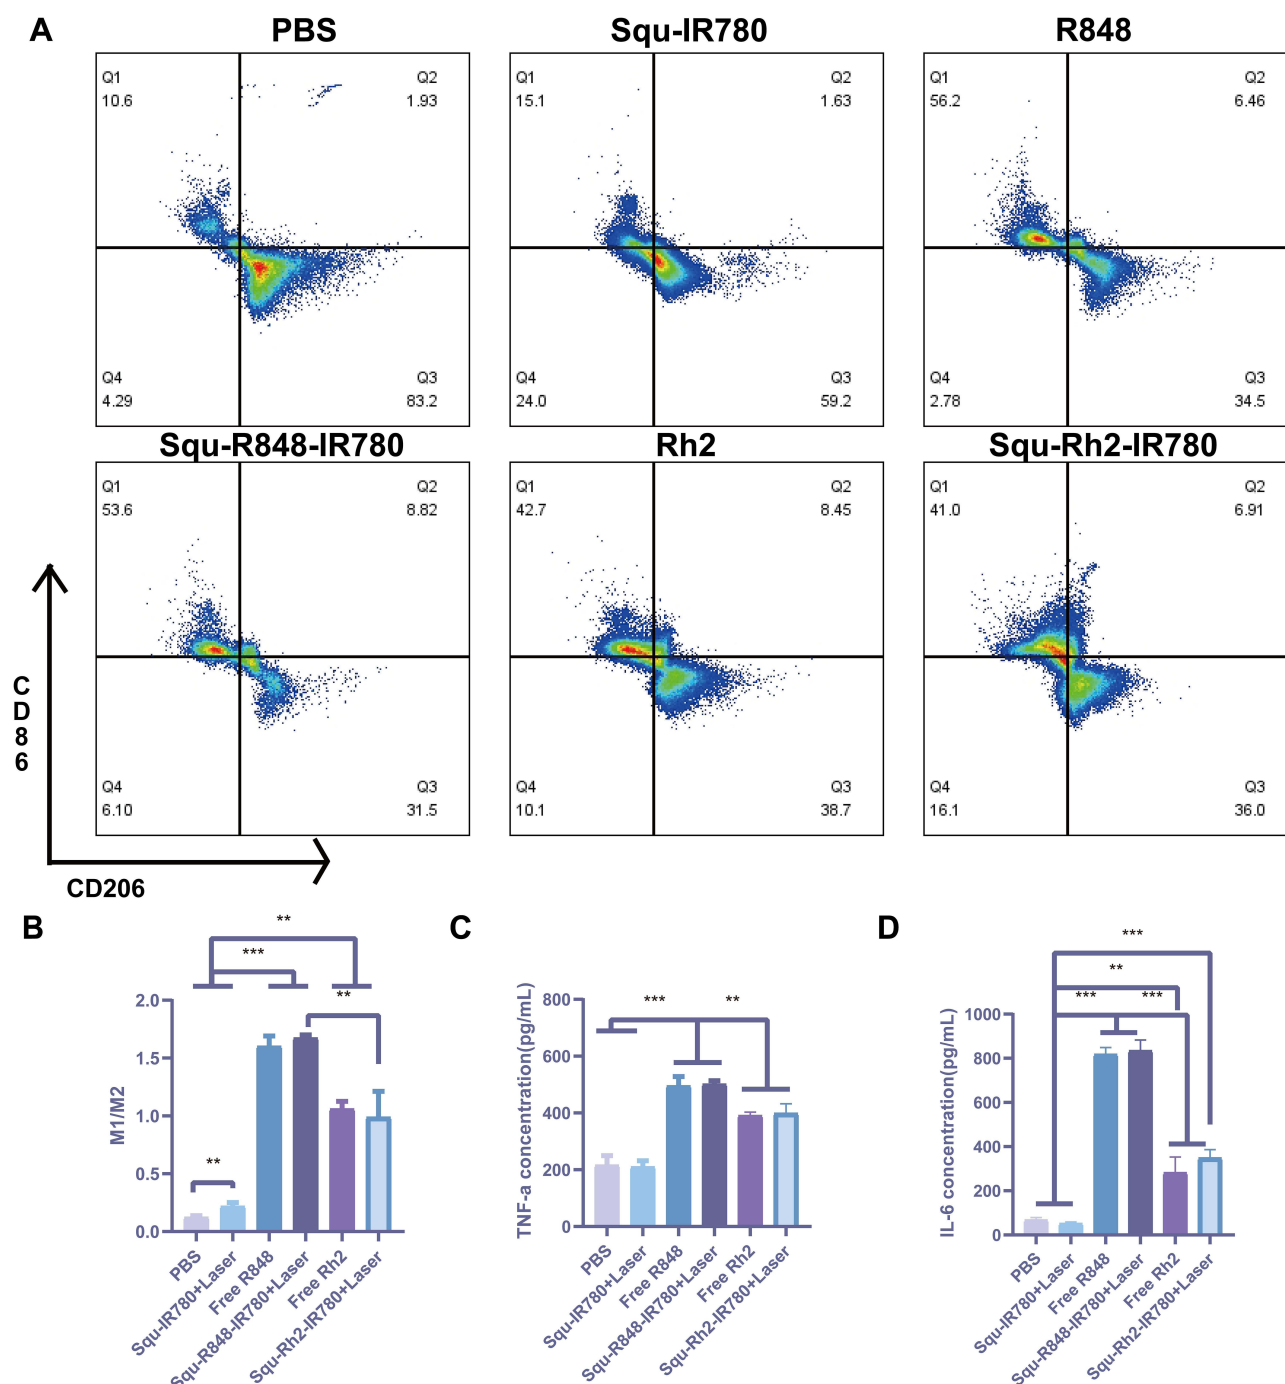 A
PBS
Squ-IR780
R848
Q1
10.6
Q2
1.93
Q4
4.29
Q3
83.2
Q1
15.1
Q2
1.63
Q4
24.0
Q3
59.2
Q1
56.2
Q2
6.46
Q4
2.78
Q3
34.5
Squ-R848-IR780
Rh2
Squ-Rh2-IR780
Q1
53.6
Q2
8.82
Q4
6.10
Q3
31.5
Q1
42.7
Q2
8.45
Q4
10.1
Q3
38.7
Q1
41.0
Q2
6.91
Q4
16.1
Q3
36.0
CD86
CD206
B
**
***
**
**
M1/M2
2.0
1.5
1.0
0.5
0.0
PBS
Squ-IR780+Laser
Free R848
Squ-R848-IR780+Laser
Free Rh2
Squ-Rh2-IR780+Laser
C
***
**
TNF-a concentration(pg/mL)
800
600
400
200
0
PBS
Squ-IR780+Laser
Free R848
Squ-R848-IR780+Laser
Free Rh2
Squ-Rh2-IR780+Laser
D
***
**
***
***
IL-6 concentration(pg/mL)
1000
800
600
400
200
0
PBS
Squ-IR780+Laser
Free R848
Squ-R848-IR780+Laser
Free Rh2
Squ-Rh2-IR780+Laser